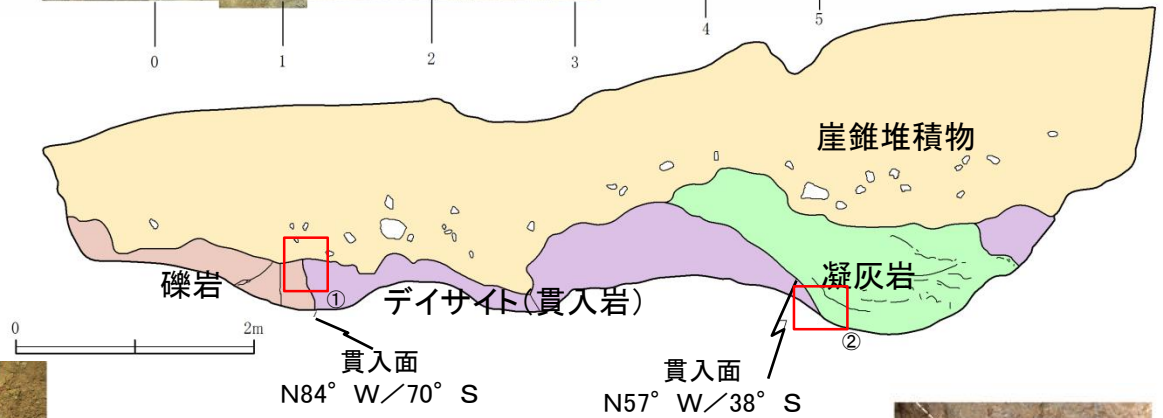 0 1 2 3 4 5
崖錐堆積物
礫岩
凝灰岩
① デイサイト(貫入岩)
②
0 2m
貫入面
N84°W/70°S
貫入面
N57°W/38°S